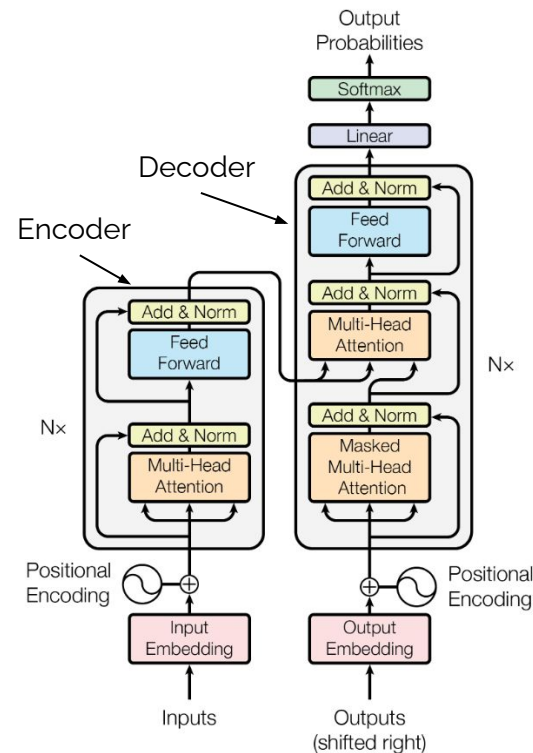 Output
Probabilities
Softmax
Linear
Decoder
Add & Norm
Feed
Forward
Add & Norm
Multi-Head
Attention
N×
Add & Norm
Masked
Multi-Head
Attention
Positional
Encoding
Output
Embedding
Outputs
(shifted right)
Encoder
Add & Norm
Feed
Forward
N×
Add & Norm
Multi-Head
Attention
Positional
Encoding
Input
Embedding
Inputs